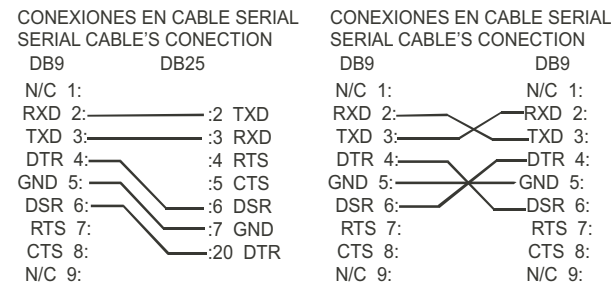 CONEXIONES EN CABLE SERIAL
SERIAL CABLE'S CONECTION
DB9 DB25
N/C 1:
RXD 2: :2 TXD
TXD 3: :3 RXD
DTR 4: :4 RTS
GND 5: :5 CTS
DSR 6: :6 DSR
RTS 7: :7 GND
CTS 8: :20 DTR
N/C 9:
CONEXIONES EN CABLE SERIAL
SERIAL CABLE'S CONECTION
DB9 DB9
N/C 1: N/C 1:
RXD 2: RXD 2:
TXD 3: TXD 3:
DTR 4: DTR 4:
GND 5: GND 5:
DSR 6: DSR 6:
RTS 7: RTS 7:
CTS 8: CTS 8:
N/C 9: N/C 9: